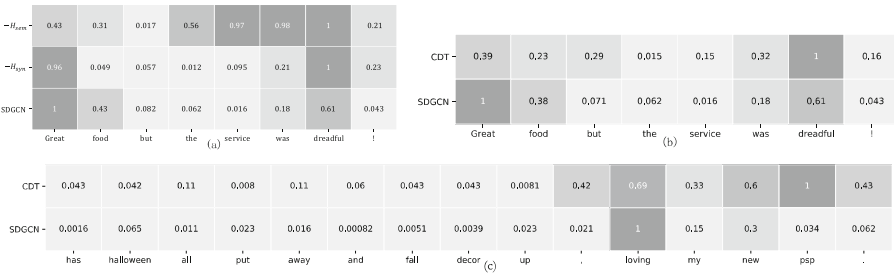 −H_sem 0.43 0.31 0.017 0.56 0.97 0.98 1 0.21
−H_syn 0.96 0.049 0.057 0.012 0.095 0.21 1 0.23
SDGCN 1 0.43 0.082 0.062 0.016 0.18 0.61 0.043
Great food but the service was dreadful !
(a)
CDT 0.39 0.23 0.29 0.015 0.15 0.32 1 0.16
SDGCN 1 0.38 0.071 0.062 0.016 0.18 0.61 0.043
Great food but the service was dreadful !
(b)
CDT 0.043 0.042 0.11 0.008 0.11 0.06 0.043 0.043 0.0081 0.42 0.69 0.33 0.6 1 0.43
SDGCN 0.0016 0.065 0.011 0.023 0.016 0.00082 0.0051 0.0039 0.023 0.021 1 0.15 0.3 0.034 0.062
has halloween all put away and fall decor up , loving my new psp .
(c)